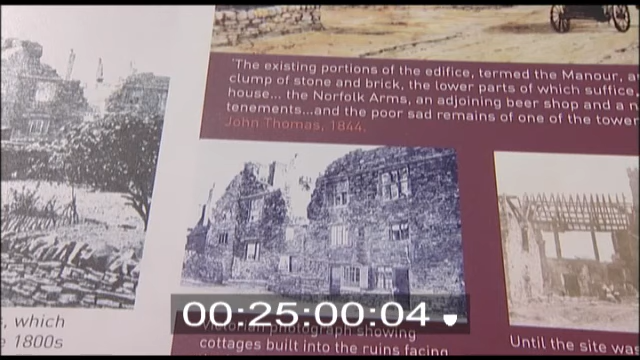 "The existing portions of the edifice, termed the Manour, a
clump of stone and brick, the lower parts of which suffice,
house... the Norfolk Arms, an adjoining beer shop and a n
tenements...and the poor sad remains of one of the tower
John Thomas, 1844.
s, which
e 1800s
00:25:00:04
Victorian photograph showing
cottages built into the ruins facing
Until the site was